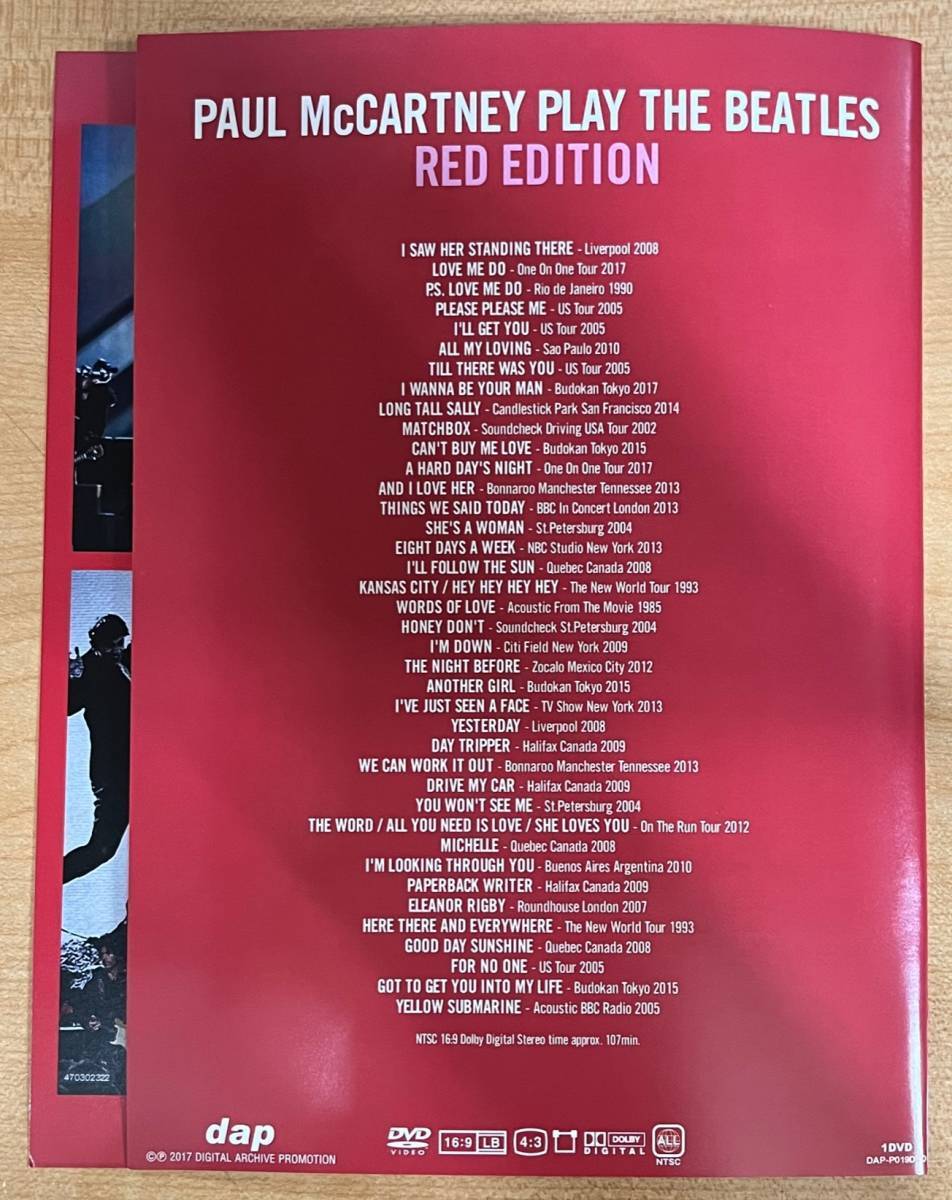 PAUL McCARTNEY PLAY THE BEATLES
RED EDITION
I SAW HER STANDING THERE - Liverpool 2008
LOVE ME DO - One On One Tour 2017
P.S. LOVE ME DO - Rio de Janeiro 1990
PLEASE PLEASE ME - US Tour 2005
I'LL GET YOU - US Tour 2005
ALL MY LOVING - Sao Paulo 2010
TILL THERE WAS YOU - US Tour 2005
I WANNA BE YOUR MAN - Budokan Tokyo 2017
LONG TALL SALLY - Candlestick Park San Francisco 2014
MATCHBOX - Soundcheck Driving USA Tour 2002
CAN'T BUY ME LOVE - Budokan Tokyo 2015
A HARD DAY'S NIGHT - One On One Tour 2017
AND I LOVE HER - Bonnaroo Manchester Tennessee 2013
THINGS WE SAID TODAY - BBC In Concert London 2013
SHE'S A WOMAN - St.Petersburg 2004
EIGHT DAYS A WEEK - NBC Studio New York 2013
I'LL FOLLOW THE SUN - Quebec Canada 2008
KANSAS CITY / HEY HEY HEY HEY - The New World Tour 1993
WORDS OF LOVE - Acoustic From The Movie 1985
HONEY DON'T - Soundcheck St.Petersburg 2004
I'M DOWN - Citi Field New York 2009
THE NIGHT BEFORE - Zocalo Mexico City 2012
ANOTHER GIRL - Budokan Tokyo 2015
I'VE JUST SEEN A FACE - TV Show New York 2013
YESTERDAY - Liverpool 2008
DAY TRIPPER - Halifax Canada 2009
WE CAN WORK IT OUT - Bonnaroo Manchester Tennessee 2013
DRIVE MY CAR - Halifax Canada 2009
YOU WON'T SEE ME - St.Petersburg 2004
THE WORD / ALL YOU NEED IS LOVE / SHE LOVES YOU - On The Run Tour 2012
MICHELLE - Quebec Canada 2008
I'M LOOKING THROUGH YOU - Buenos Aires Argentina 2010
PAPERBACK WRITER - Halifax Canada 2009
ELEANOR RIGBY - Roundhouse London 2007
HERE THERE AND EVERYWHERE - The New World Tour 1993
GOOD DAY SUNSHINE - Quebec Canada 2008
FOR NO ONE - US Tour 2005
GOT TO GET YOU INTO MY LIFE - Budokan Tokyo 2015
YELLOW SUBMARINE - Acoustic BBC Radio 2005
NTSC 16:9 Dolby Digital Stereo time approx. 107min.
470302322
dap
©℗ 2017 DIGITAL ARCHIVE PROMOTION
DVD VIDEO
16:9 LB
4:3
DOLBY DIGITAL
ALL NTSC
1DVD